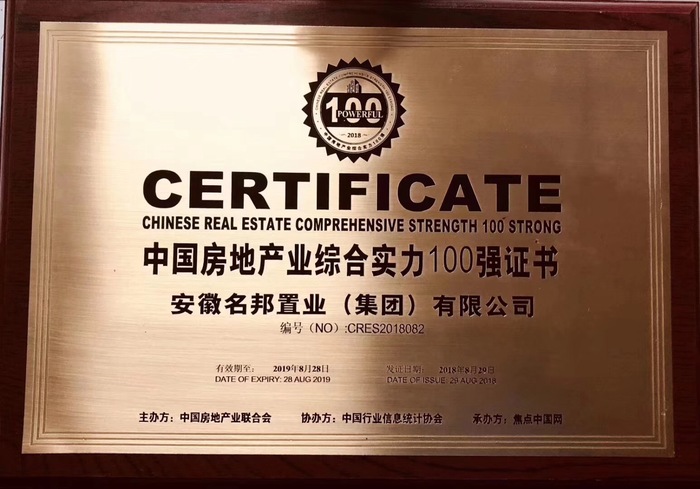 100
POWERFUL
2018
CERTIFICATE
CHINESE REAL ESTATE COMPREHENSIVE STRENGTH 100 STRONG
中国房地产业综合实力100强证书
安徽名邦置业（集团）有限公司
编号（NO）:CRES2018082
有效期至： 2019年8月28日 发证日期： 2018年8月29日
DATE OF EXPIRY: 28 AUG 2019 DATE OF ISSUE: 29 AUG 2018
主办方：中国房地产业联合会 协办方：中国行业信息统计协会 承办方：焦点中国网